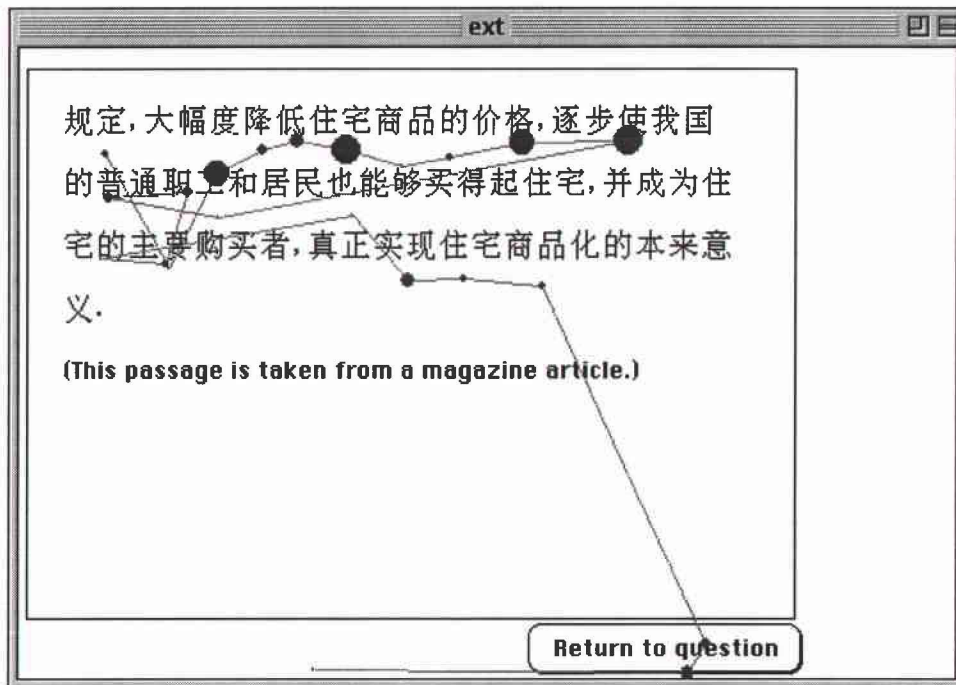 ext
规定,大幅度降低住宅商品的价格,逐步使我国
的普通职工和居民也能够买得起住宅,并成为住
宅的主要购买者,真正实现住宅商品化的本来意
义.
(This passage is taken from a magazine article.)
Return to question